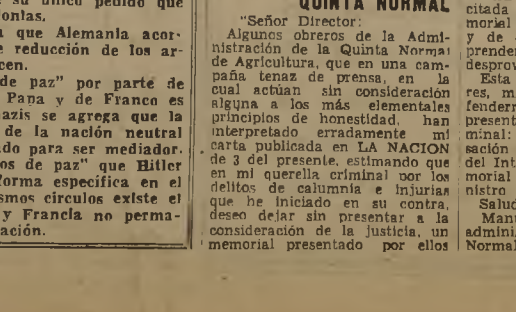 su único pedido que
onias.
a que Alemania acor-
e reducción de los ar-
cen.
de paz" por parte de
Papa y de Franco es
azis se agrega que la
de la nación neutral
do para ser mediador.
os de paz" que Hitler
forma específica en el
smos círculos existe el
y Francia no perma-
ación.
QUINTA NORMAL
"Señor Director:
Algunos obreros de la Admi-
nistración de la Quinta Normal
de Agricultura, que en una cam-
paña tenaz de prensa, en la
cual actúan sin consideración
alguna a los más elementales
principios de honestidad, han
interpretado erradamente mi
carta publicada en LA NACION
de 3 del presente, estimando que
en mi querella criminal por los
delitos de calumnia e injurias
que he iniciado en su contra,
deseo dejar sin presentar a la
consideración de la justicia, un
memorial presentado por ellos
citada
morial
y de
prender
desprov
Esta
res, m
fenderr
present
minal:
sación
del Int
morial
nistro
Salud
Manu
admini
Normal